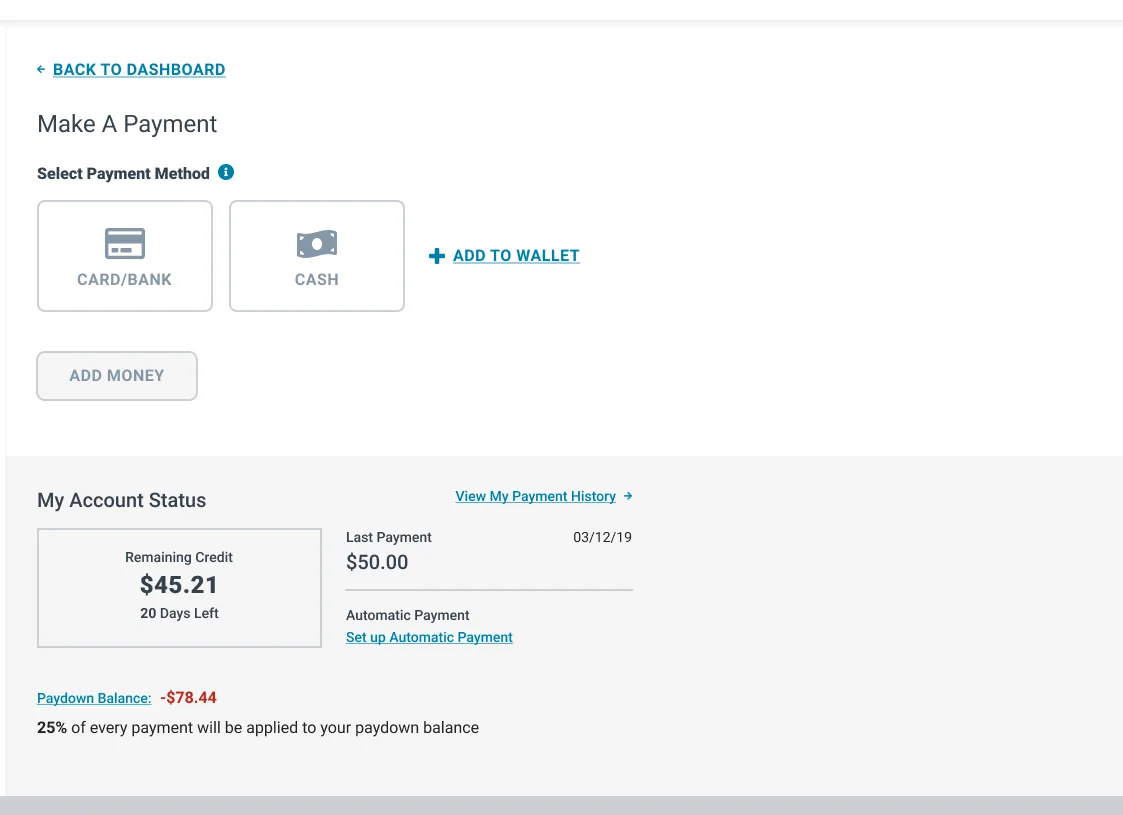 ← BACK TO DASHBOARD
Make A Payment
Select Payment Method
CARD/BANK
CASH
ADD TO WALLET
ADD MONEY
My Account Status
View My Payment History →
Remaining Credit
$45.21
20 Days Left
Last Payment 03/12/19
$50.00
Automatic Payment
Set up Automatic Payment
Paydown Balance: -$78.44
25% of every payment will be applied to your paydown balance